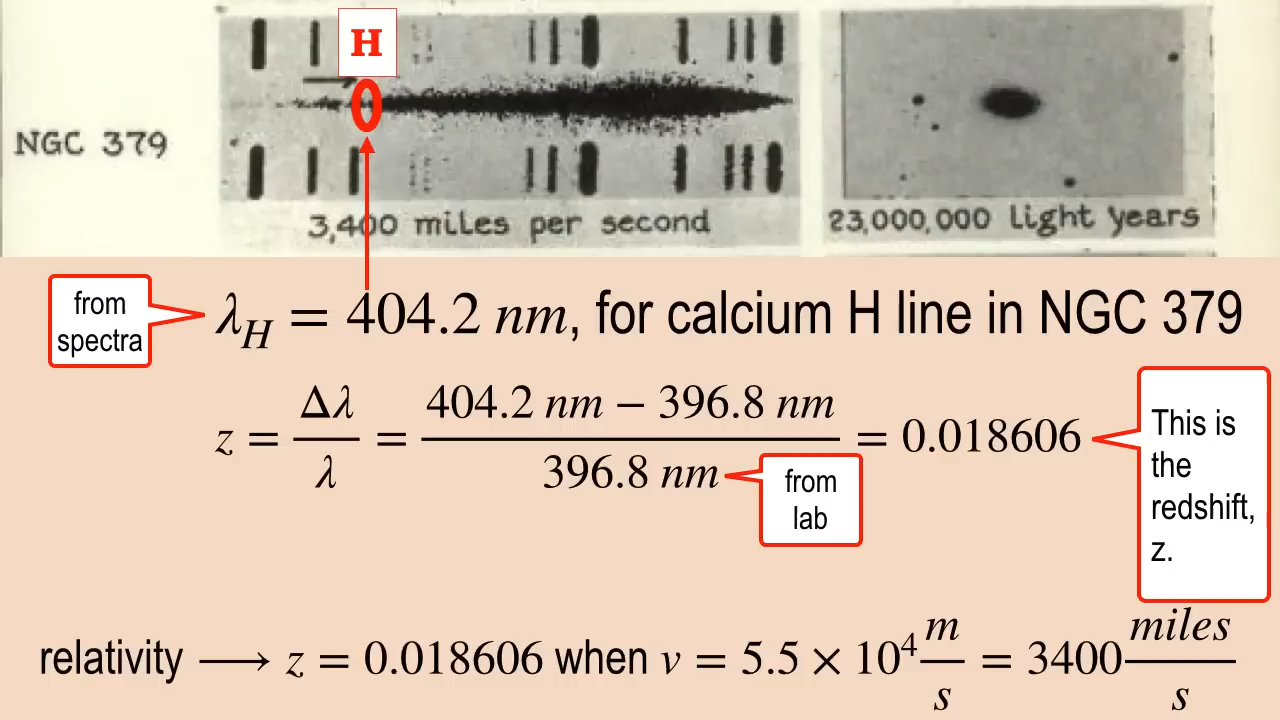 H
NGC 379
3,400 miles per second
23,000,000 light years
from
spectra
λ_H = 404.2 nm, for calcium H line in NGC 379
z = Δλ/λ = (404.2 nm − 396.8 nm)/(396.8 nm) = 0.018606
from
lab
This is
the
redshift,
z.
relativity ⟶ z = 0.018606 when v = 5.5 × 10⁴ m/s = 3400 miles/s